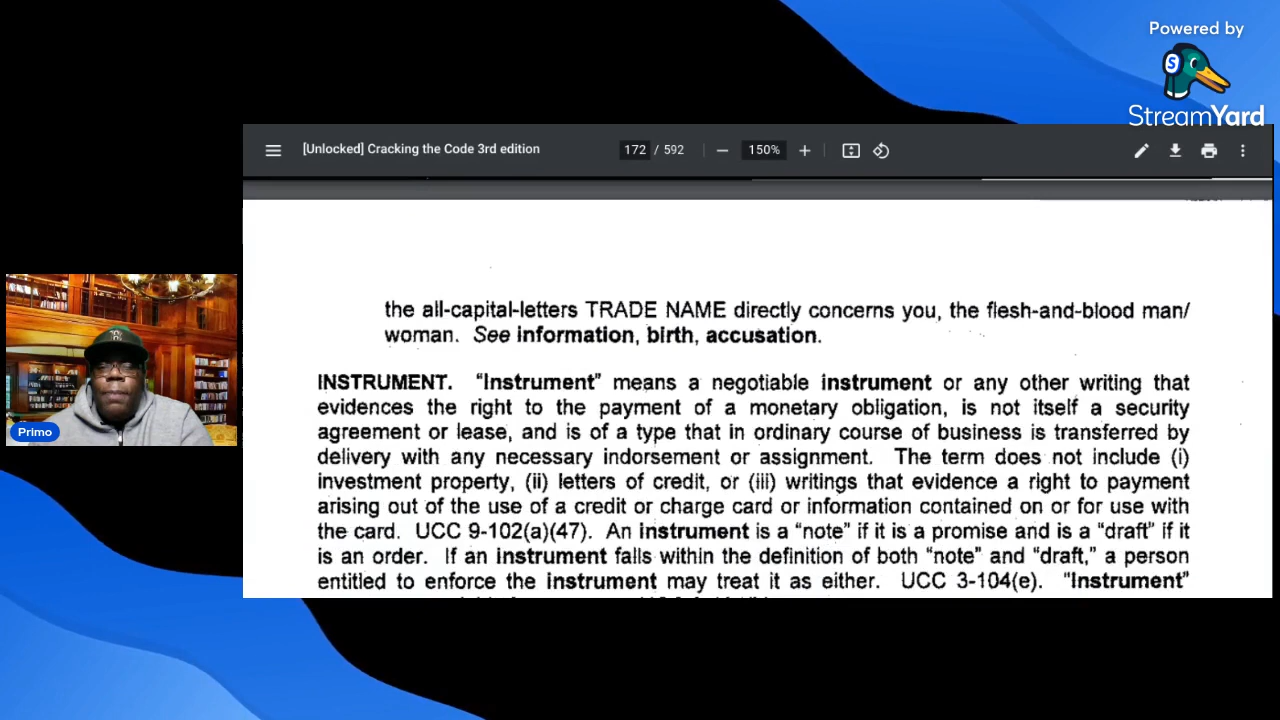 Powered by
StreamYard
[Unlocked] Cracking the Code 3rd edition
172 / 592
150%
the all-capital-letters TRADE NAME directly concerns you, the flesh-and-blood man/
woman. See information, birth, accusation.
INSTRUMENT. "Instrument" means a negotiable instrument or any other writing that
evidences the right to the payment of a monetary obligation, is not itself a security
agreement or lease, and is of a type that in ordinary course of business is transferred by
delivery with any necessary indorsement or assignment. The term does not include (i)
investment property, (ii) letters of credit, or (iii) writings that evidence a right to payment
arising out of the use of a credit or charge card or information contained on or for use with
the card. UCC 9-102(a)(47). An instrument is a "note" if it is a promise and is a "draft" if it
is an order. If an instrument falls within the definition of both "note" and "draft," a person
entitled to enforce the instrument may treat it as either. UCC 3-104(e). "Instrument"
Primo